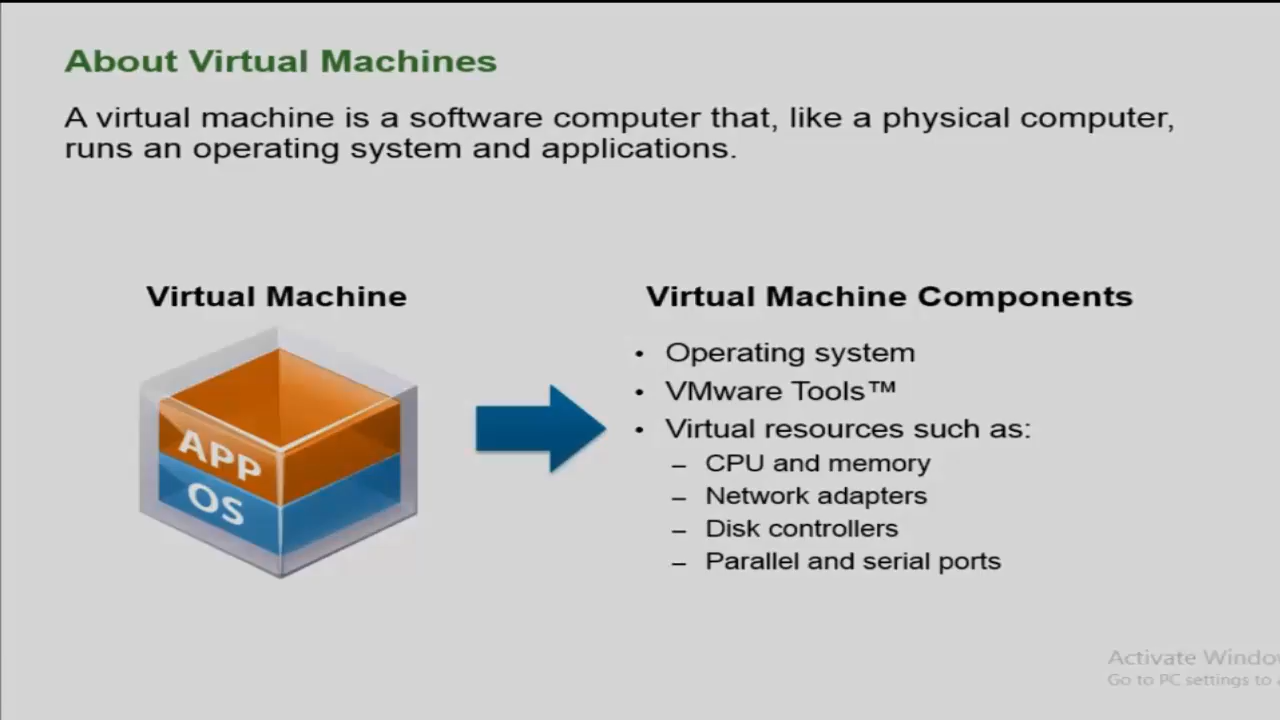 About Virtual Machines
A virtual machine is a software computer that, like a physical computer,
runs an operating system and applications.
Virtual Machine
APP
OS
Virtual Machine Components
• Operating system
• VMware Tools™
• Virtual resources such as:
– CPU and memory
– Network adapters
– Disk controllers
– Parallel and serial ports
Activate Windo
Go to PC settings to